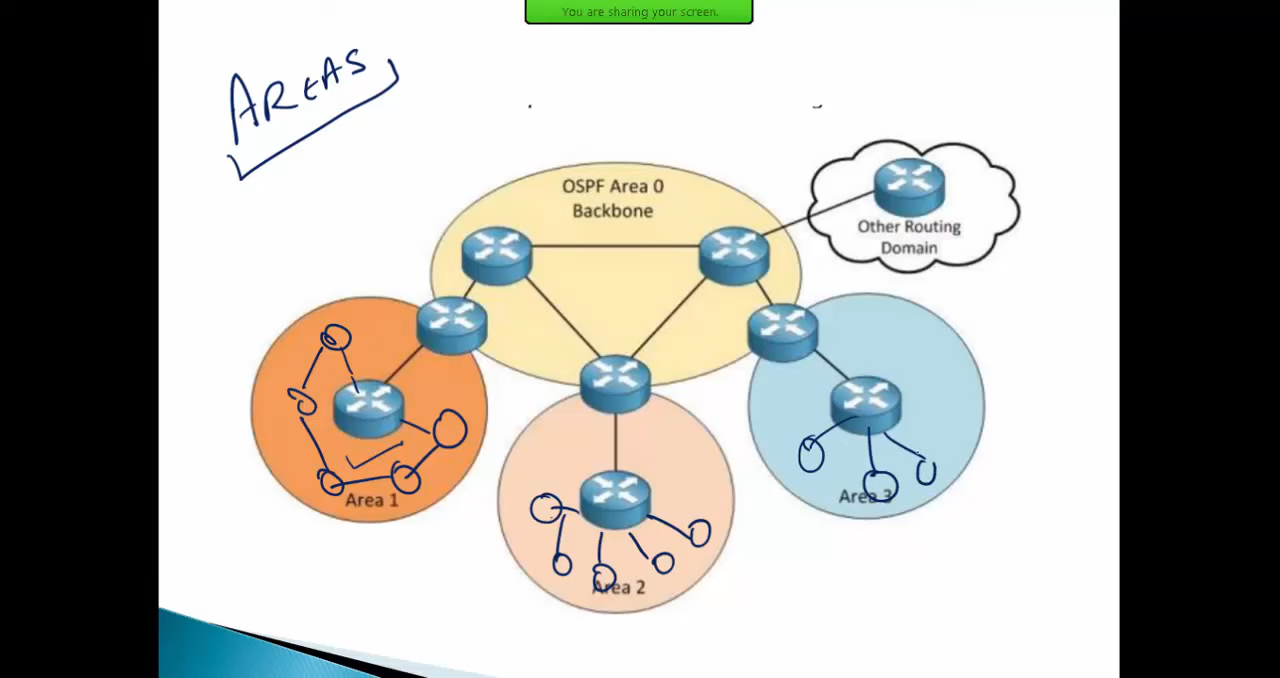 You are sharing your screen.
AREAS
OSPF Area 0
Backbone
Other Routing
Domain
Area 1
Area 2
Area 3